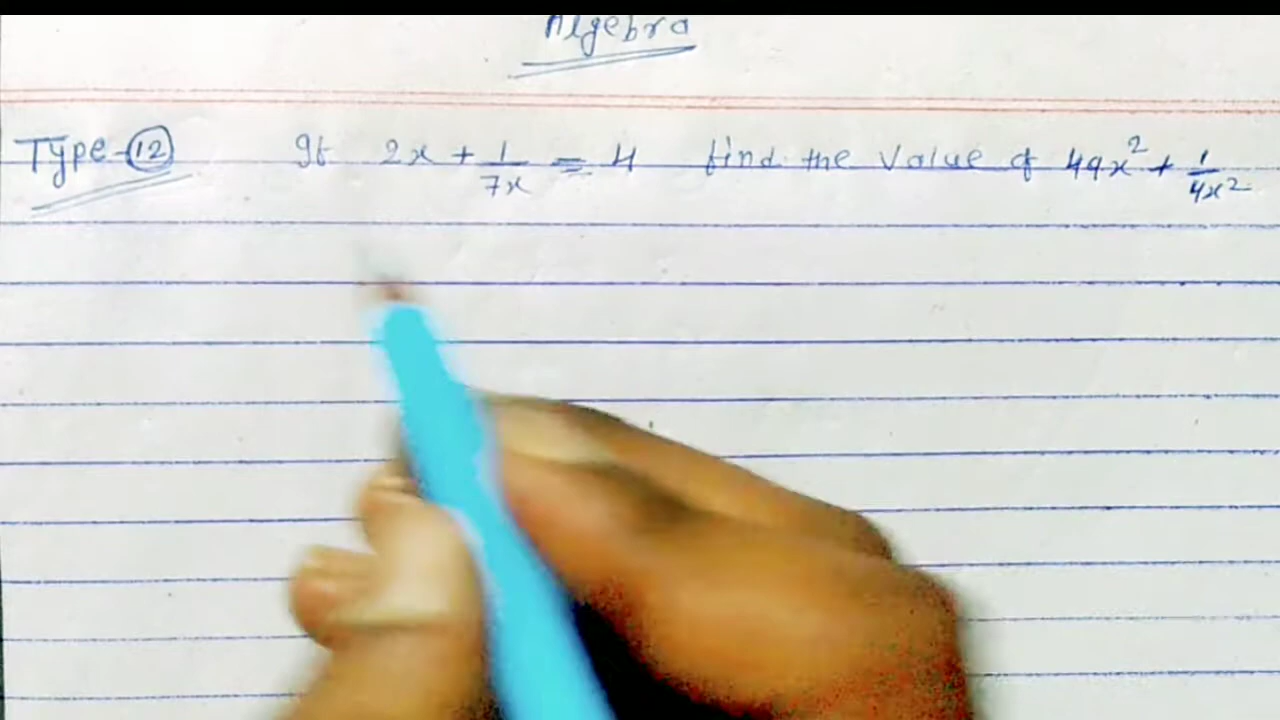 Algebra
Type-12 If 2x + 1/7x = 4 find the value of 49x² + 1/4x²